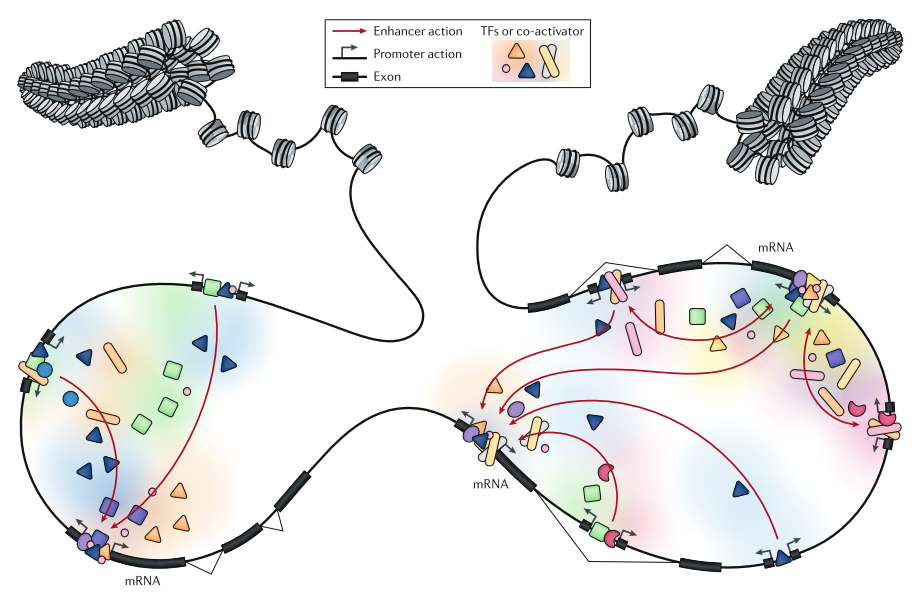 Enhancer action
Promoter action
Exon
TFs or co-activator
mRNA
mRNA
mRNA